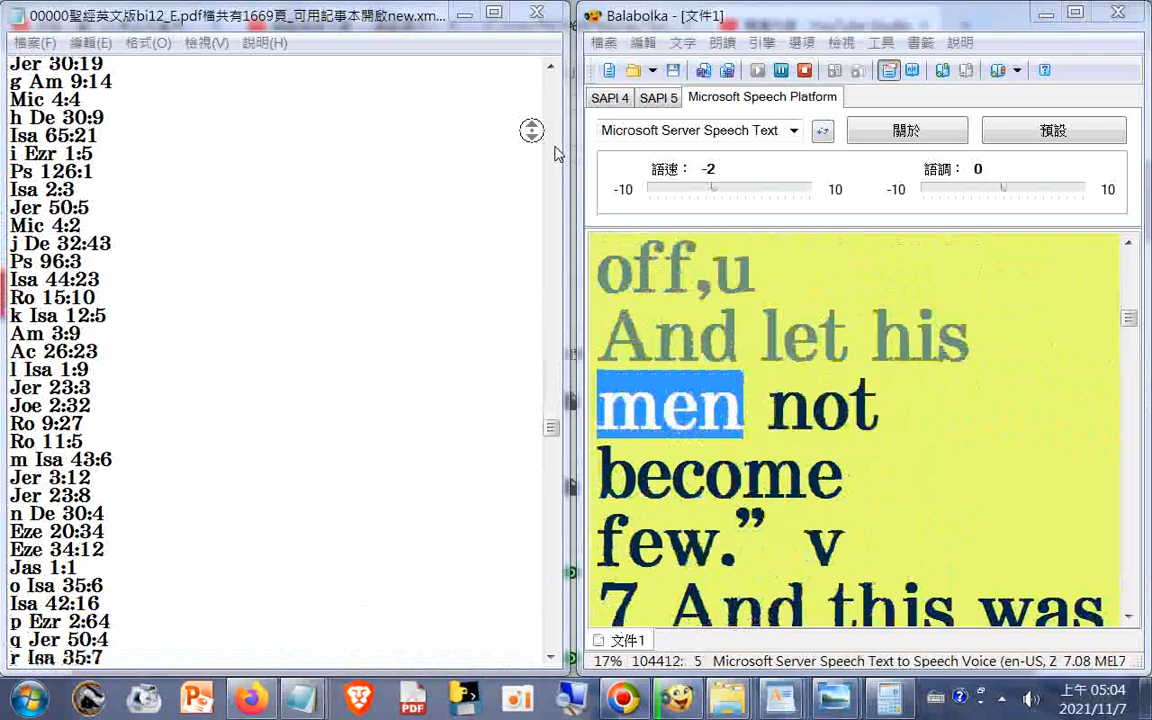 00000聖經英文版bi12_E.pdf檔共有1669頁_可用記事本開啟new.xm...
檔案(F) 編輯(E) 格式(O) 檢視(V) 說明(H)
Jer 30:19
g Am 9:14
Mic 4:4
h De 30:9
Isa 65:21
i Ezr 1:5
Ps 126:1
Isa 2:3
Jer 50:5
Mic 4:2
j De 32:43
Ps 96:3
Isa 44:23
Ro 15:10
k Isa 12:5
Am 3:9
Ac 26:23
l Isa 1:9
Jer 23:3
Joe 2:32
Ro 9:27
Ro 11:5
m Isa 43:6
Jer 3:12
Jer 23:8
n De 30:4
Eze 20:34
Eze 34:12
Jas 1:1
o Isa 35:6
Isa 42:16
p Ezr 2:64
q Jer 50:4
r Isa 35:7
Balabolka - [文件1]
檔案 編輯 文字 朗讀 引擎 選項 檢視 工具 書籤 說明
SAPI 4 SAPI 5 Microsoft Speech Platform
Microsoft Server Speech Text 關於 預設
語速： -2 語調： 0
-10 10 -10 10
off,u
And let his
men not
become
few.” v
7 And this was
文件1
17% 104412: 5 Microsoft Server Speech Text to Speech Voice (en-US, Z 7.08 ME
上午 05:04
2021/11/7